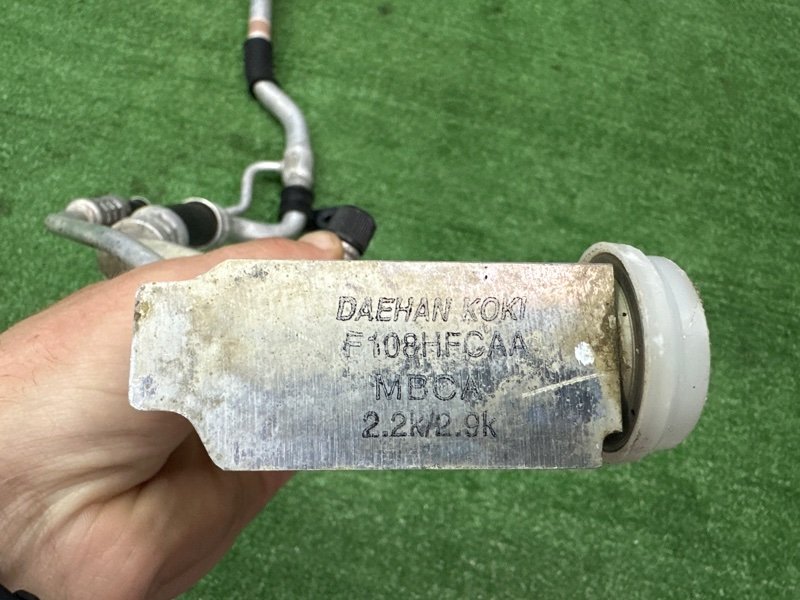 DAEHAN KOKI
F108HFCAA
MBCA
2.2k/2.9k